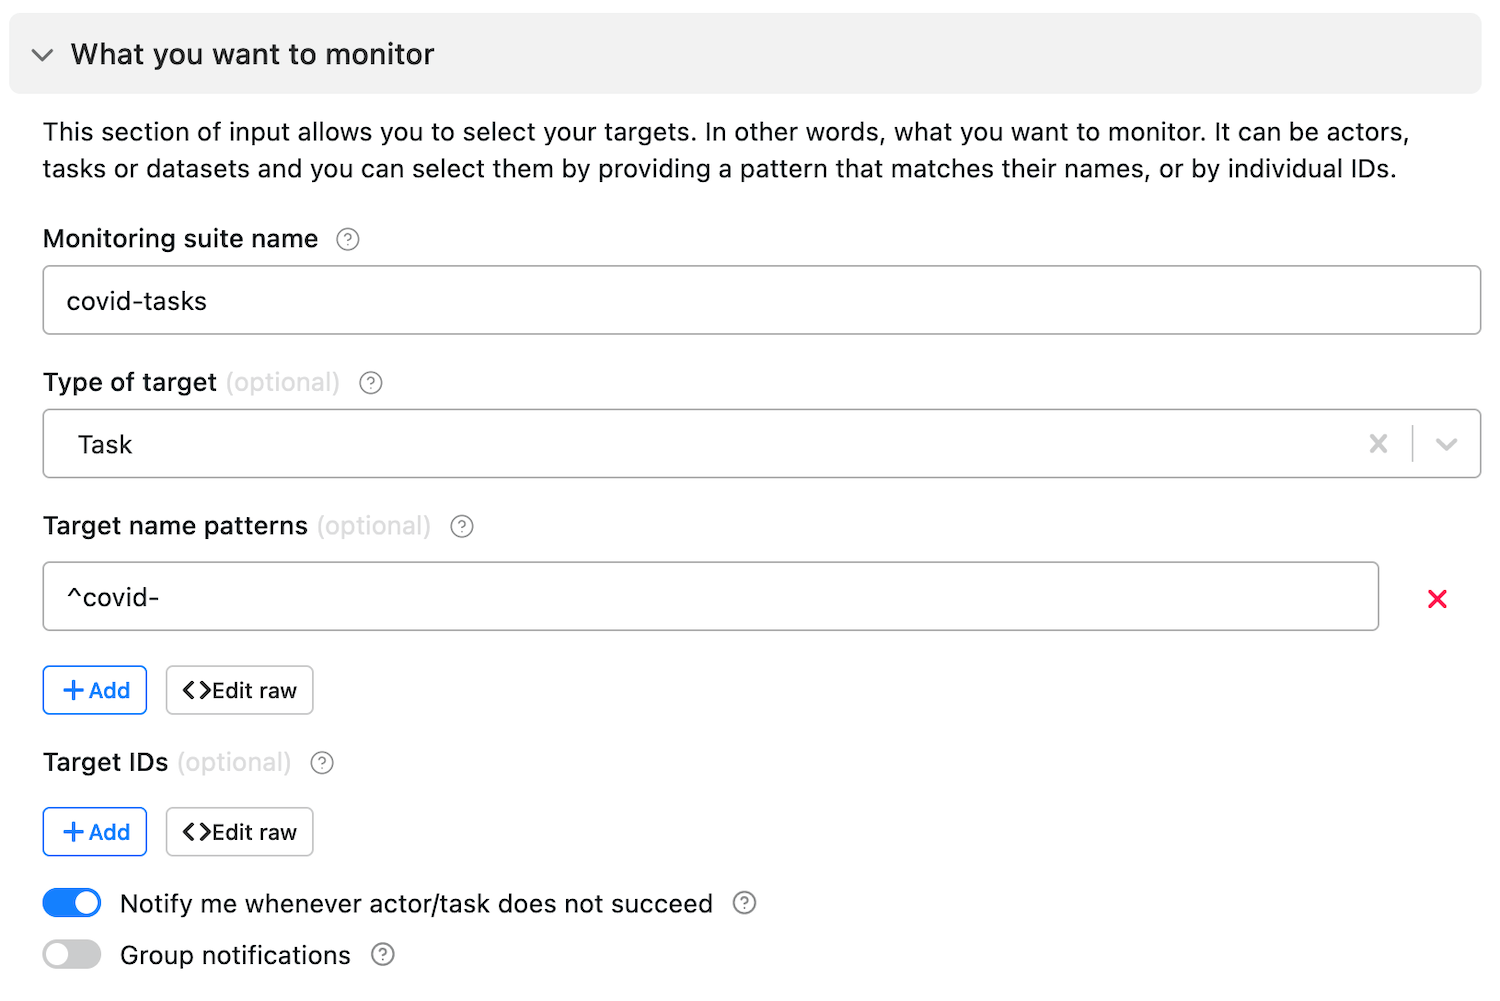 What you want to monitor
This section of input allows you to select your targets. In other words, what you want to monitor. It can be actors,
tasks or datasets and you can select them by providing a pattern that matches their names, or by individual IDs.
Monitoring suite name ?
covid-tasks
Type of target (optional) ?
Task
Target name patterns (optional) ?
^covid-
+ Add <>Edit raw
Target IDs (optional) ?
+ Add <>Edit raw
Notify me whenever actor/task does not succeed ?
Group notifications ?